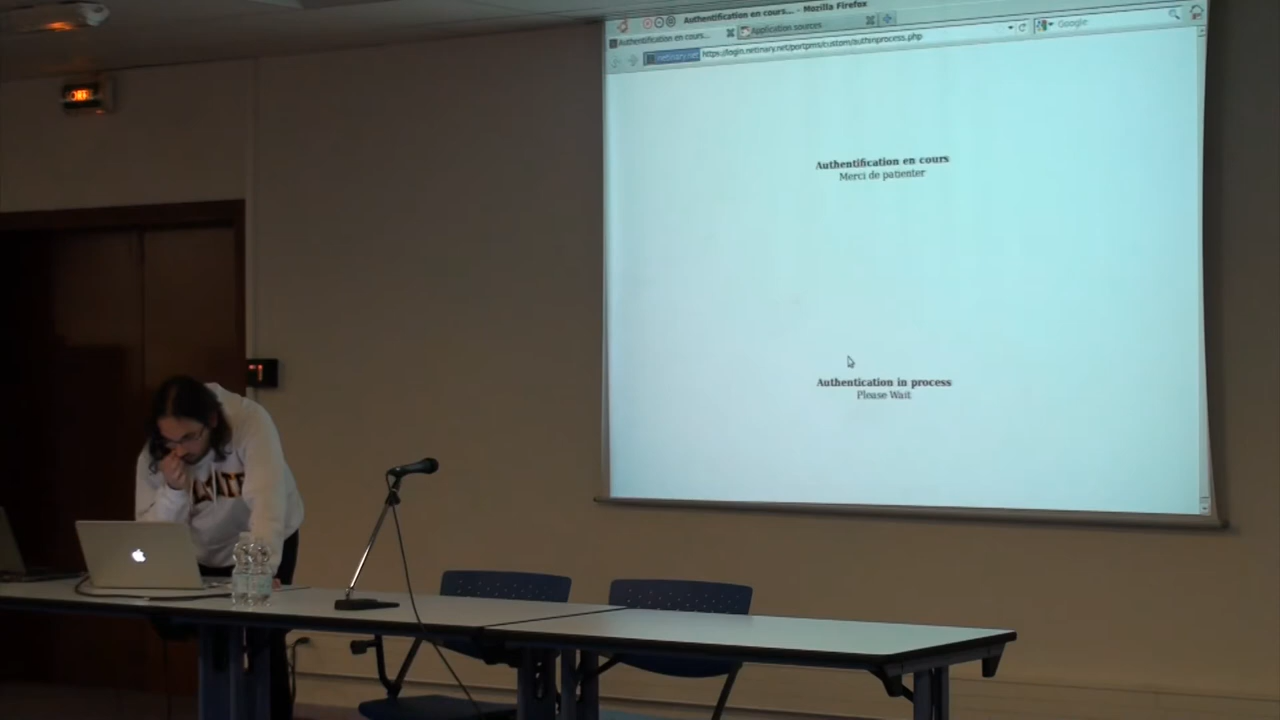 Authentification en cours... - Mozilla Firefox
Authentification en cours...
Application sources
netinary.net
https://login.netinary.net/portpms/custom/authinprocess.php
Google
Authentification en cours
Merci de patienter
Authentication in process
Please Wait